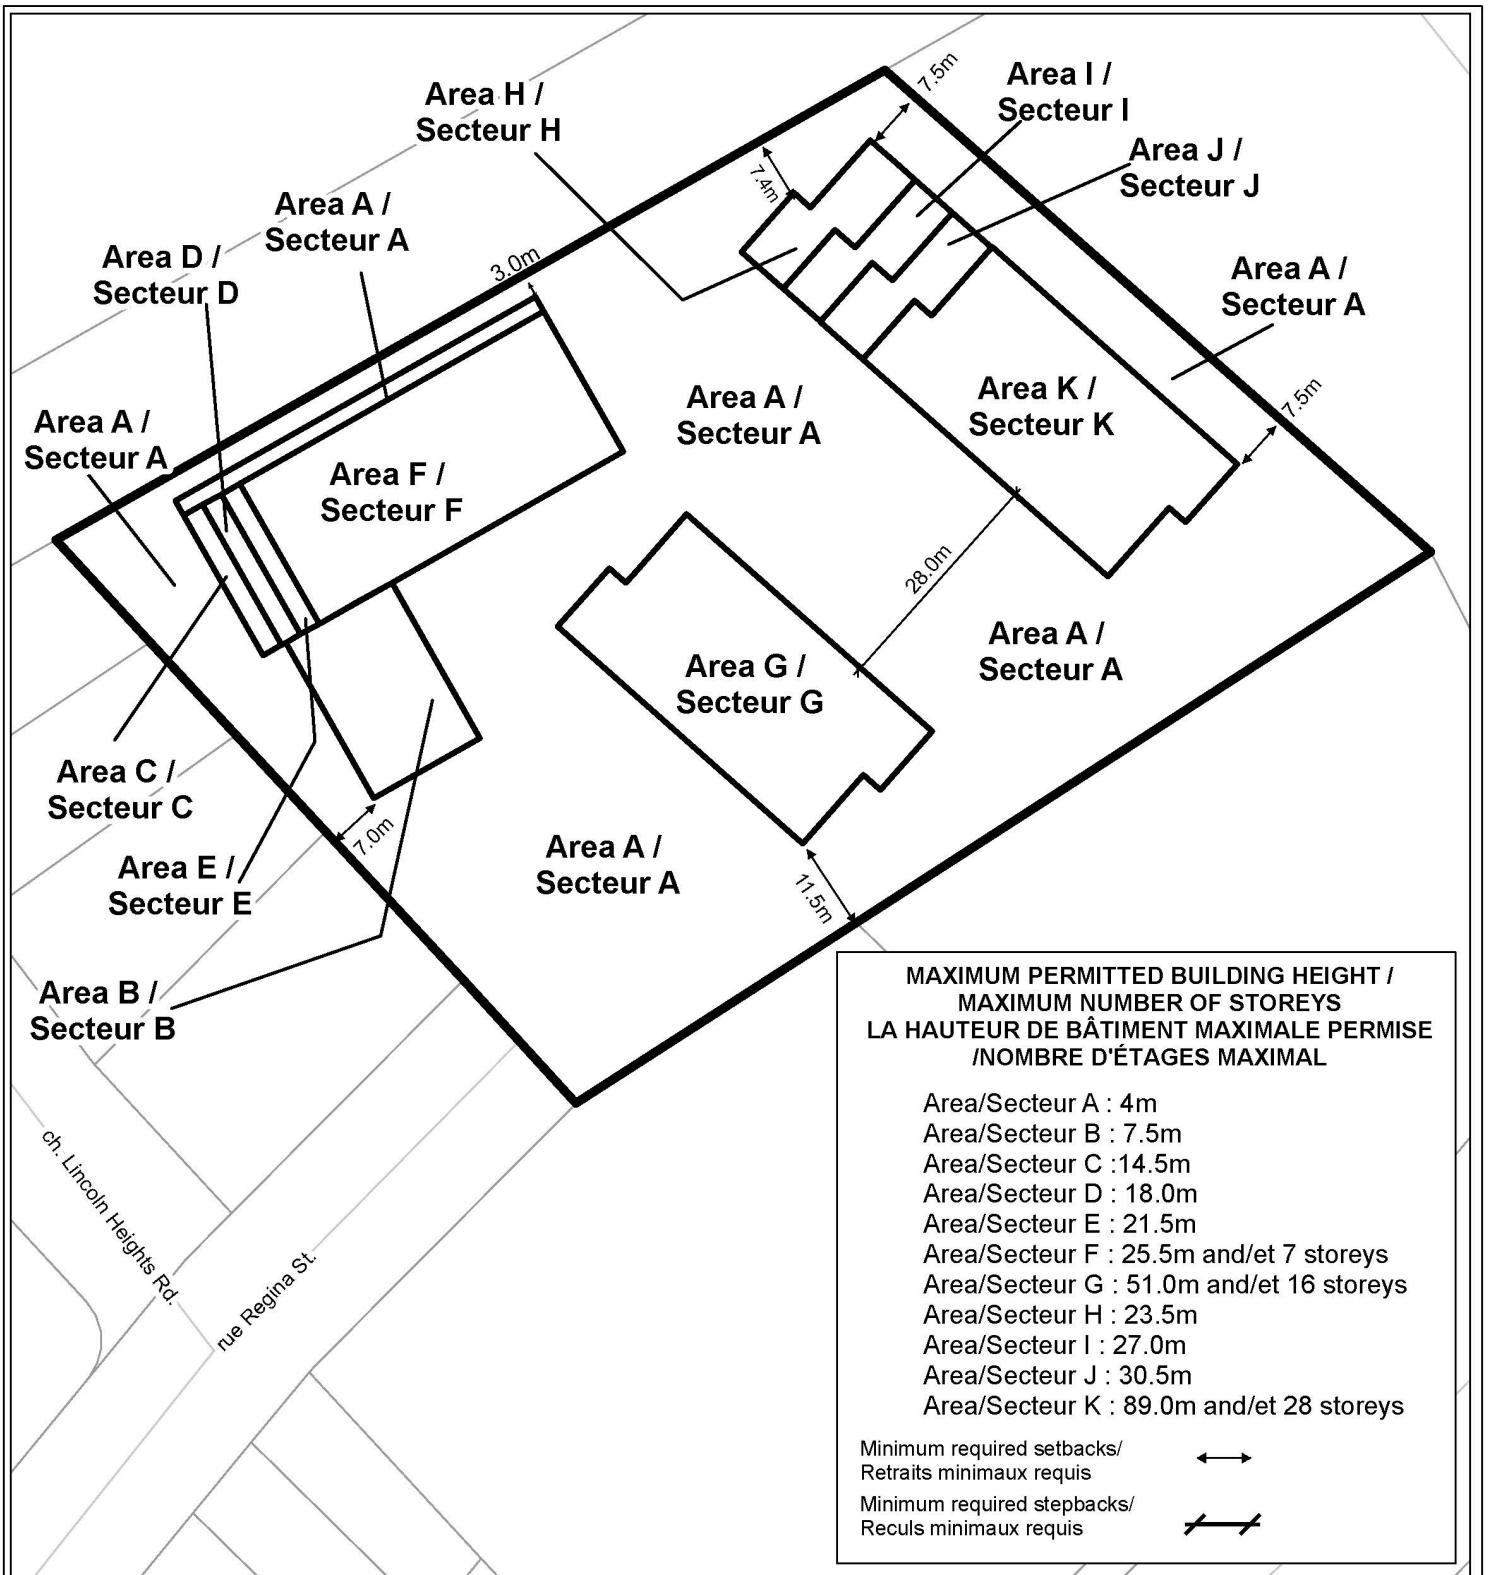 Area H /
Secteur H
7.5m
Area I /
Secteur I
Area J /
Secteur J
7.4m
Area A /
Secteur A
Area D /
Secteur D
3.0m
Area A /
Secteur A
Area A /
Secteur A
Area A /
Secteur A
Area K /
Secteur K
7.5m
Area F /
Secteur F
28.0m
Area G /
Secteur G
Area A /
Secteur A
Area C /
Secteur C
7.0m
Area A /
Secteur A
Area E /
Secteur E
11.5m
Area B /
Secteur B
ch. Lincoln Heights Rd.
rue Regina St.
MAXIMUM PERMITTED BUILDING HEIGHT /
MAXIMUM NUMBER OF STOREYS
LA HAUTEUR DE BÂTIMENT MAXIMALE PERMISE
/NOMBRE D'ÉTAGES MAXIMAL
Area/Secteur A : 4m
Area/Secteur B : 7.5m
Area/Secteur C :14.5m
Area/Secteur D : 18.0m
Area/Secteur E : 21.5m
Area/Secteur F : 25.5m and/et 7 storeys
Area/Secteur G : 51.0m and/et 16 storeys
Area/Secteur H : 23.5m
Area/Secteur I : 27.0m
Area/Secteur J : 30.5m
Area/Secteur K : 89.0m and/et 28 storeys
Minimum required setbacks/
Retraits minimaux requis
Minimum required stepbacks/
Reculs minimaux requis